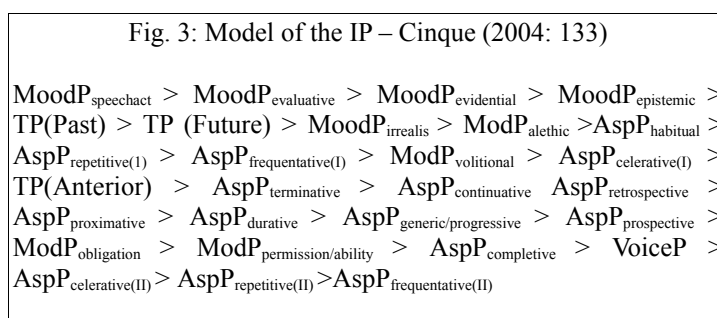 Fig. 3: Model of the IP – Cinque (2004: 133)
MoodPspeechact > MoodPevaluative > MoodPevidential > MoodPepistemic >
TP(Past) > TP (Future) > MoodPirrealis > ModPalethic >AspPhabitual >
AspPrepetitive(1) > AspPfrequentative(I) > ModPvolitional > AspPcelerative(I) >
TP(Anterior) > AspPterminative > AspPcontinuative AspPretrospective >
AspPproximative > AspPdurative > AspPgeneric/progressive > AspPprospective >
ModPobligation > ModPpermission/ability > AspPcompletive > VoiceP >
AspPcelerative(II)> AspPrepetitive(II)>AspPfrequentative(II)